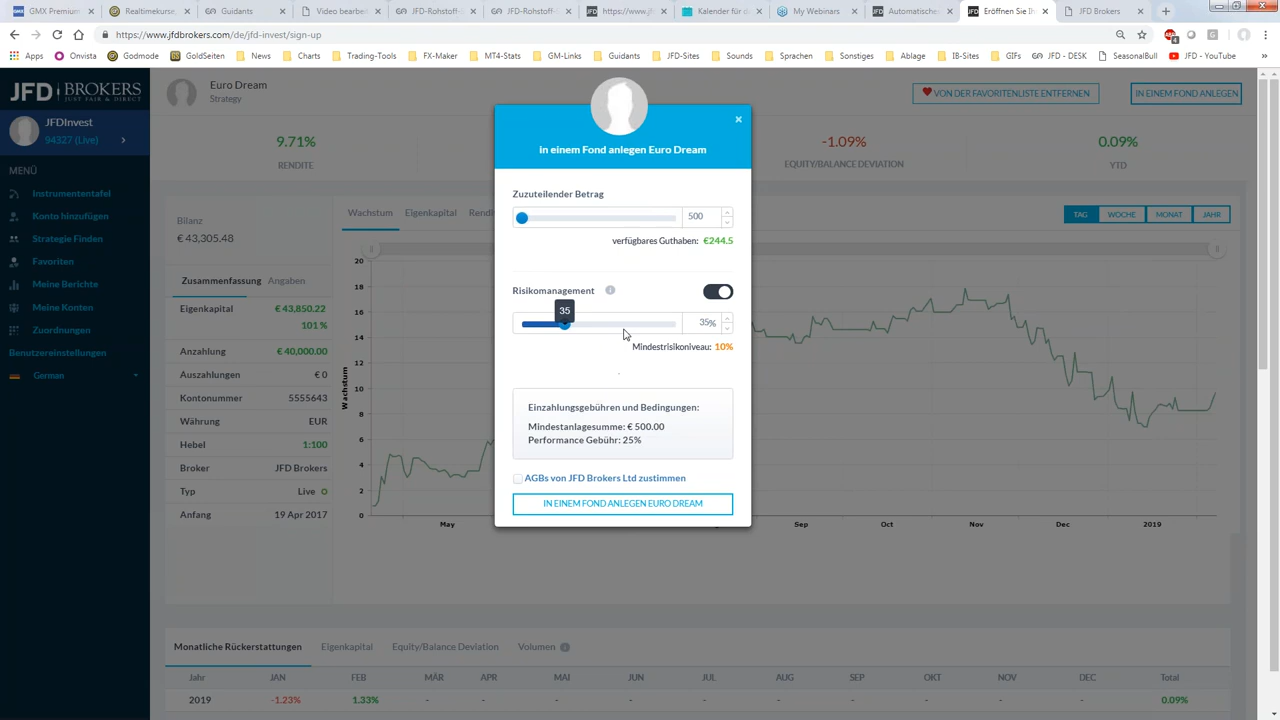 GMX Premium
Realtimekurse
Guidants
Video bearbe
JFD-Rohstoff
JFD-Rohstoff-
https://www.jf
Kalender für d
My Webinars
Automatische
Eröffnen Sie Ih
JFD Brokers
https://www.jfdbrokers.com/de/jfd-invest/sign-up
Apps
Onvista
Godmode
GoldSeiten
News
Charts
Trading-Tools
FX-Maker
MT4-Stats
GM-Links
Guidants
JFD-Sites
Sounds
Sprachen
Sonstiges
Ablage
IB-Sites
GIFs
JFD - DESK
SeasonalBull
JFD - YouTube
JFD BROKERS
JUST FAIR & DIRECT
JFDInvest
94327 (Live)
MENÜ
Instrumententafel
Konto hinzufügen
Strategie Finden
Favoriten
Meine Berichte
Meine Konten
Zuordnungen
Benutzereinstellungen
German
Euro Dream
Strategy
VON DER FAVORITENLISTE ENTFERNEN
IN EINEM FOND ANLEGEN
9.71%
RENDITE
-1.09%
EQUITY/BALANCE DEVIATION
0.09%
YTD
Bilanz
€ 43,305.48
Zusammenfassung
Angaben
Eigenkapital € 43,850.22
101 %
Anzahlung € 40,000.00
Auszahlungen € 0
Kontonummer 5555643
Währung EUR
Hebel 1:100
Broker JFD Brokers
Typ Live
Anfang 19 Apr 2017
Wachstum
Eigenkapital
Rendi
TAG
WOCHE
MONAT
JAHR
20
18
16
14
12
10
8
6
4
2
0
Wachstum
May
Sep
Oct
Nov
Dec
2019
in einem Fond anlegen Euro Dream
Zuzuteilender Betrag
500
verfügbares Guthaben: €244.5
Risikomanagement
35
35%
Mindestrisikoniveau: 10%
Einzahlungsgebühren und Bedingungen:
Mindestanlagesumme: € 500.00
Performance Gebühr: 25%
AGBs von JFD Brokers Ltd zustimmen
IN EINEM FOND ANLEGEN EURO DREAM
Monatliche Rückerstattungen
Eigenkapital
Equity/Balance Deviation
Volumen
Jahr JAN FEB MÄR APR MAI JUN JUL AUG SEP OKT NOV DEC Total
2019 -1.23% 1.33% - - - - - - - - - - 0.09%